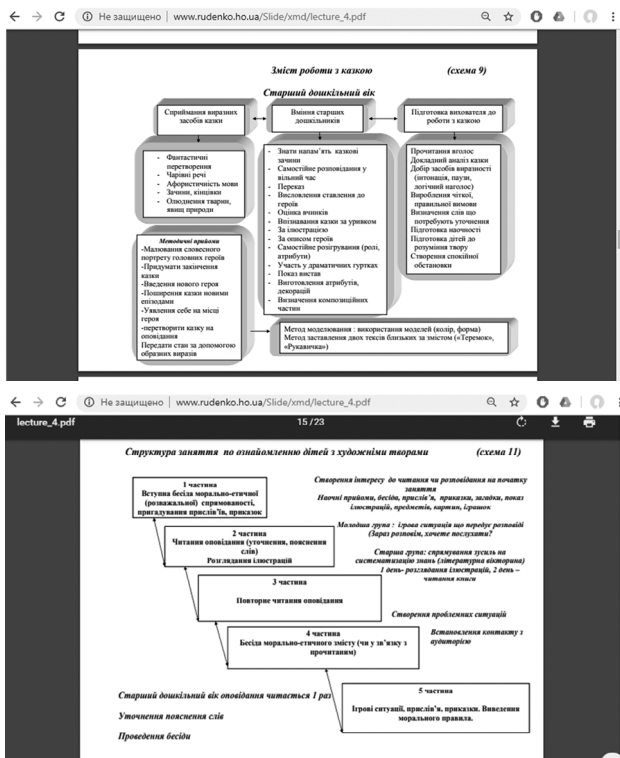 Не защищено | www.rudenko.ho.ua/Slide/xmd/lecture_4.pdf
Зміст роботи з казкою (схема 9)
Старший дошкільний вік
Сприймання виразних
засобів казки
Вміння старших
дошкільників
Підготовка вихователя до
роботи з казкою
- Фантастичні
перетворення
- Чарівні речі
- Афористичність мови
- Зачини, кінцівки
- Олюднення тварин,
явищ природи
- Знати напам'ять казкові
зачини
- Самостійне розповідання у
вільний час
- Переказ
- Висловлення ставлення до
героїв
- Оцінка вчинків
- Впізнавання казки за уривком
- За ілюстрацією
- За описом героїв
- Самостійне розігрування (ролі,
атрибути)
- Участь у драматичних гуртках
- Показ вистав
- Виготовлення атрибутів,
декорацій
- Визначення композиційних
частин
Прочитання вголос
Докладний аналіз казки
Добір засобів виразності
(інтонація, паузи,
логічний наголос)
Вироблення чіткої,
правильної вимови
Визначення слів що
потребують уточнення
Підготовка наочності
Підготовка дітей до
розуміння твору
Створення спокійної
обстановки
Методичні прийоми
-Малювання словесного
портрету головних героїв
-Придумати закінчення
казки
-Введення нового героя
-Поширення казки новими
епізодами
-Уявлення себе на місці
героя
-перетворити казку на
оповідання
Передати стан за допомогою
образних виразів
Метод моделювання : використання моделей (колір, форма)
Метод заставлення двох тексів близьких за змістом («Теремок»,
«Рукавичка»)
Не защищено | www.rudenko.ho.ua/Slide/xmd/lecture_4.pdf
lecture_4.pdf 15 / 23
Структура заняття по ознайомленню дітей з художніми творами (схема 11)
1 частина
Вступна бесіда морально-етичної
(розважальної) спрямованості,
пригадування прислів'їв, приказок
Створення інтересу до читання чи розповідання на початку
заняття
Наочні прийоми, бесіда, прислів'я, приказки, загадки, показ
ілюстрацій, предметів, картин, іграшок
2 частина
Читання оповідання (уточнення, пояснення
слів)
Розглядання ілюстрацій
Молодша група : ігрова ситуація що передує розповіді
(Зараз розповім, хочете послухати?
Старша група: спрямування зусиль на
систематизацію знань (літературна вікторина)
1 день- розглядання ілюстрацій, 2 день –
читання книги
3 частина
Повторне читання оповідання
Створення проблемних ситуацій
4 частина
Бесіда морально-етичного змісту (чи у зв'язку з
прочитаним)
Встановлення контакту з
аудиторією
5 частина
Ігрові ситуації, прислів'я, приказки. Виведення
морального правила.
Старший дошкільний вік оповідання читається 1 раз
Уточнення пояснення слів
Проведення бесіди